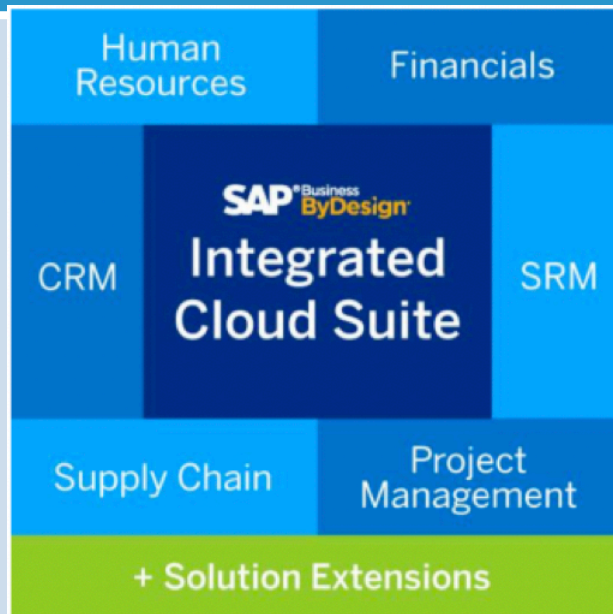 Human
Resources
Financials
SAP® Business
ByDesign
Integrated
Cloud Suite
CRM
SRM
Supply Chain
Project
Management
+ Solution Extensions